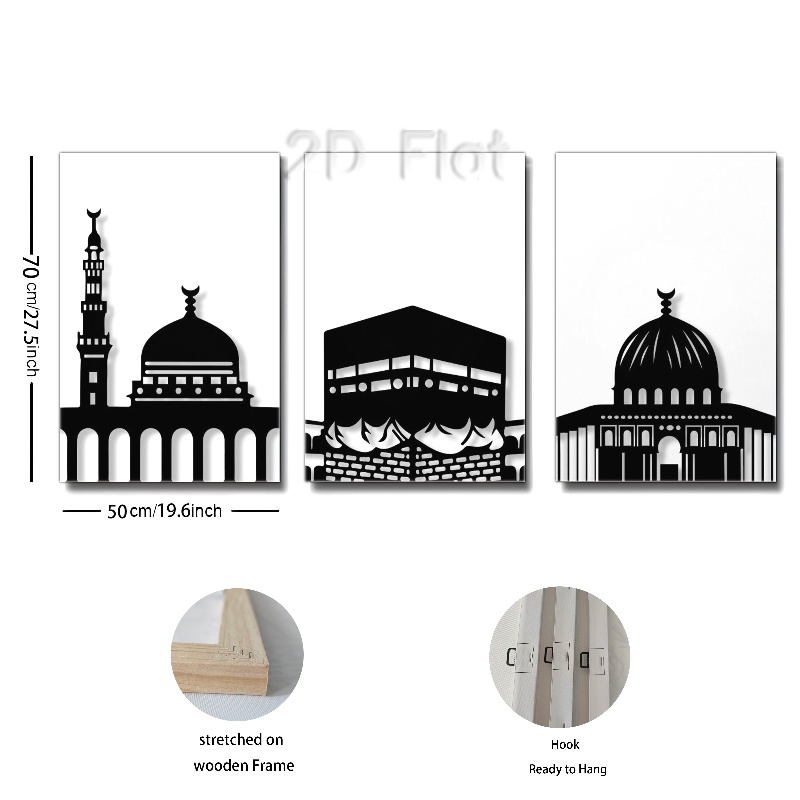 2D Flat
70 cm/27.5inch
50cm/19.6inch
stretched on
wooden Frame
Hook
Ready to Hang